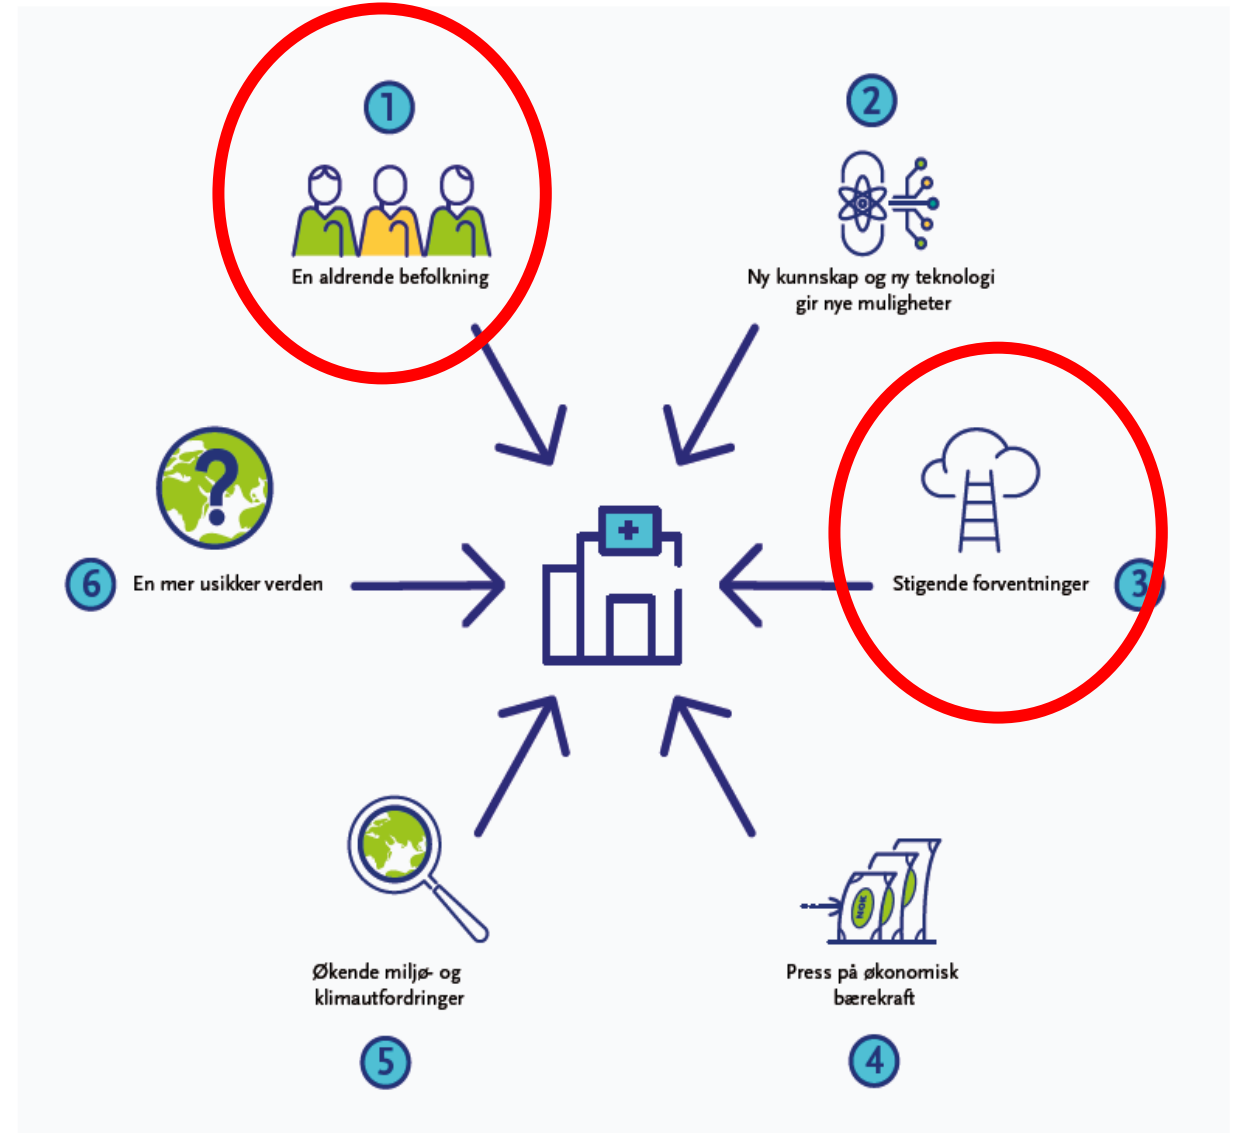 1
En aldrende befolkning
2
Ny kunnskap og ny teknologi
gir nye muligheter
3
Stigende forventninger
4
Press på økonomisk
bærekraft
NOK
5
Økende miljø- og
klimautfordringer
6
En mer usikker verden
?